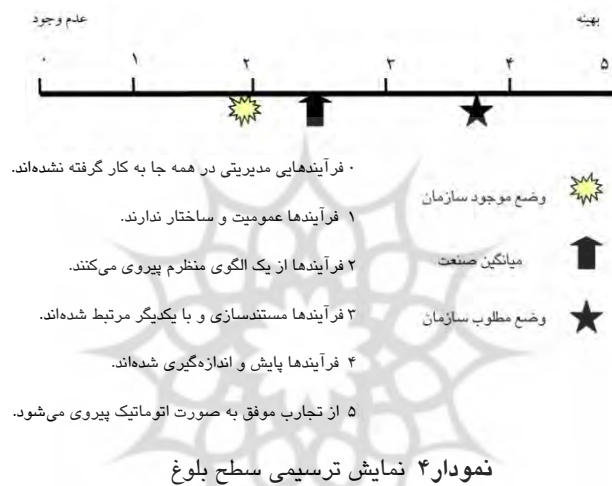 بهینه عدم وجود
۰ ۱ ۲ ۳ ۴ ۵
۰ فرآیندهایی مدیریتی در همه جا به کار گرفته نشده‌اند.
۱ فرآیندها عمومیت و ساختار ندارند.
۲ فرآیندها از یک الگوی منظرم پیروی می‌کنند.
۳ فرآیندها مستندسازی و با یکدیگر مرتبط شده‌اند.
۴ فرآیندها پایش و اندازه‌گیری شده‌اند.
۵ از تجارب موفق به صورت اتوماتیک پیروی می‌شود.
وضع موجود سازمان
میانگین صنعت
وضع مطلوب سازمان
نمودار۴ نمایش ترسیمی سطح بلوغ